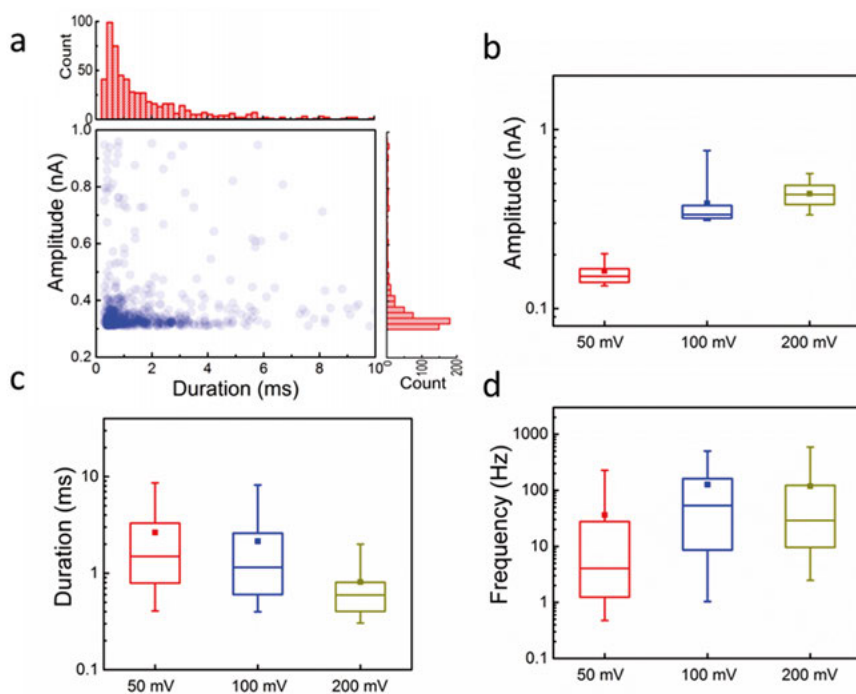 a
Count
100
50
0
Amplitude (nA)
1.0
0.8
0.6
0.4
0.2
0 2 4 6 8 10
Duration (ms)
0 100 200
Count
b
Amplitude (nA)
1
0.1
50 mV 100 mV 200 mV
c
Duration (ms)
10
1
0.1
50 mV 100 mV 200 mV
d
Frequency (Hz)
1000
100
10
1
0.1
50 mV 100 mV 200 mV